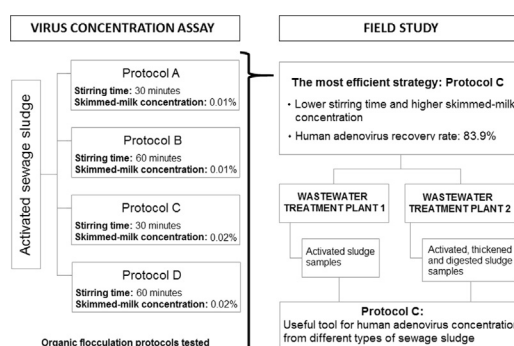 VIRUS CONCENTRATION ASSAY
Activated sewage sludge
Protocol A
Stirring time: 30 minutes
Skimmed-milk concentration: 0.01%
Protocol B
Stirring time: 60 minutes
Skimmed-milk concentration: 0.01%
Protocol C
Stirring time: 30 minutes
Skimmed-milk concentration: 0.02%
Protocol D
Stirring time: 60 minutes
Skimmed-milk concentration: 0.02%
Organic flocculation protocols tested
FIELD STUDY
The most efficient strategy: Protocol C
• Lower stirring time and higher skimmed-milk
concentration
• Human adenovirus recovery rate: 83.9%
WASTEWATER
TREATMENT PLANT 1
Activated sludge
samples
WASTEWATER
TREATMENT PLANT 2
Activated, thickened
and digested sludge
samples
Protocol C:
Useful tool for human adenovirus concentration
from different types of sewage sludge